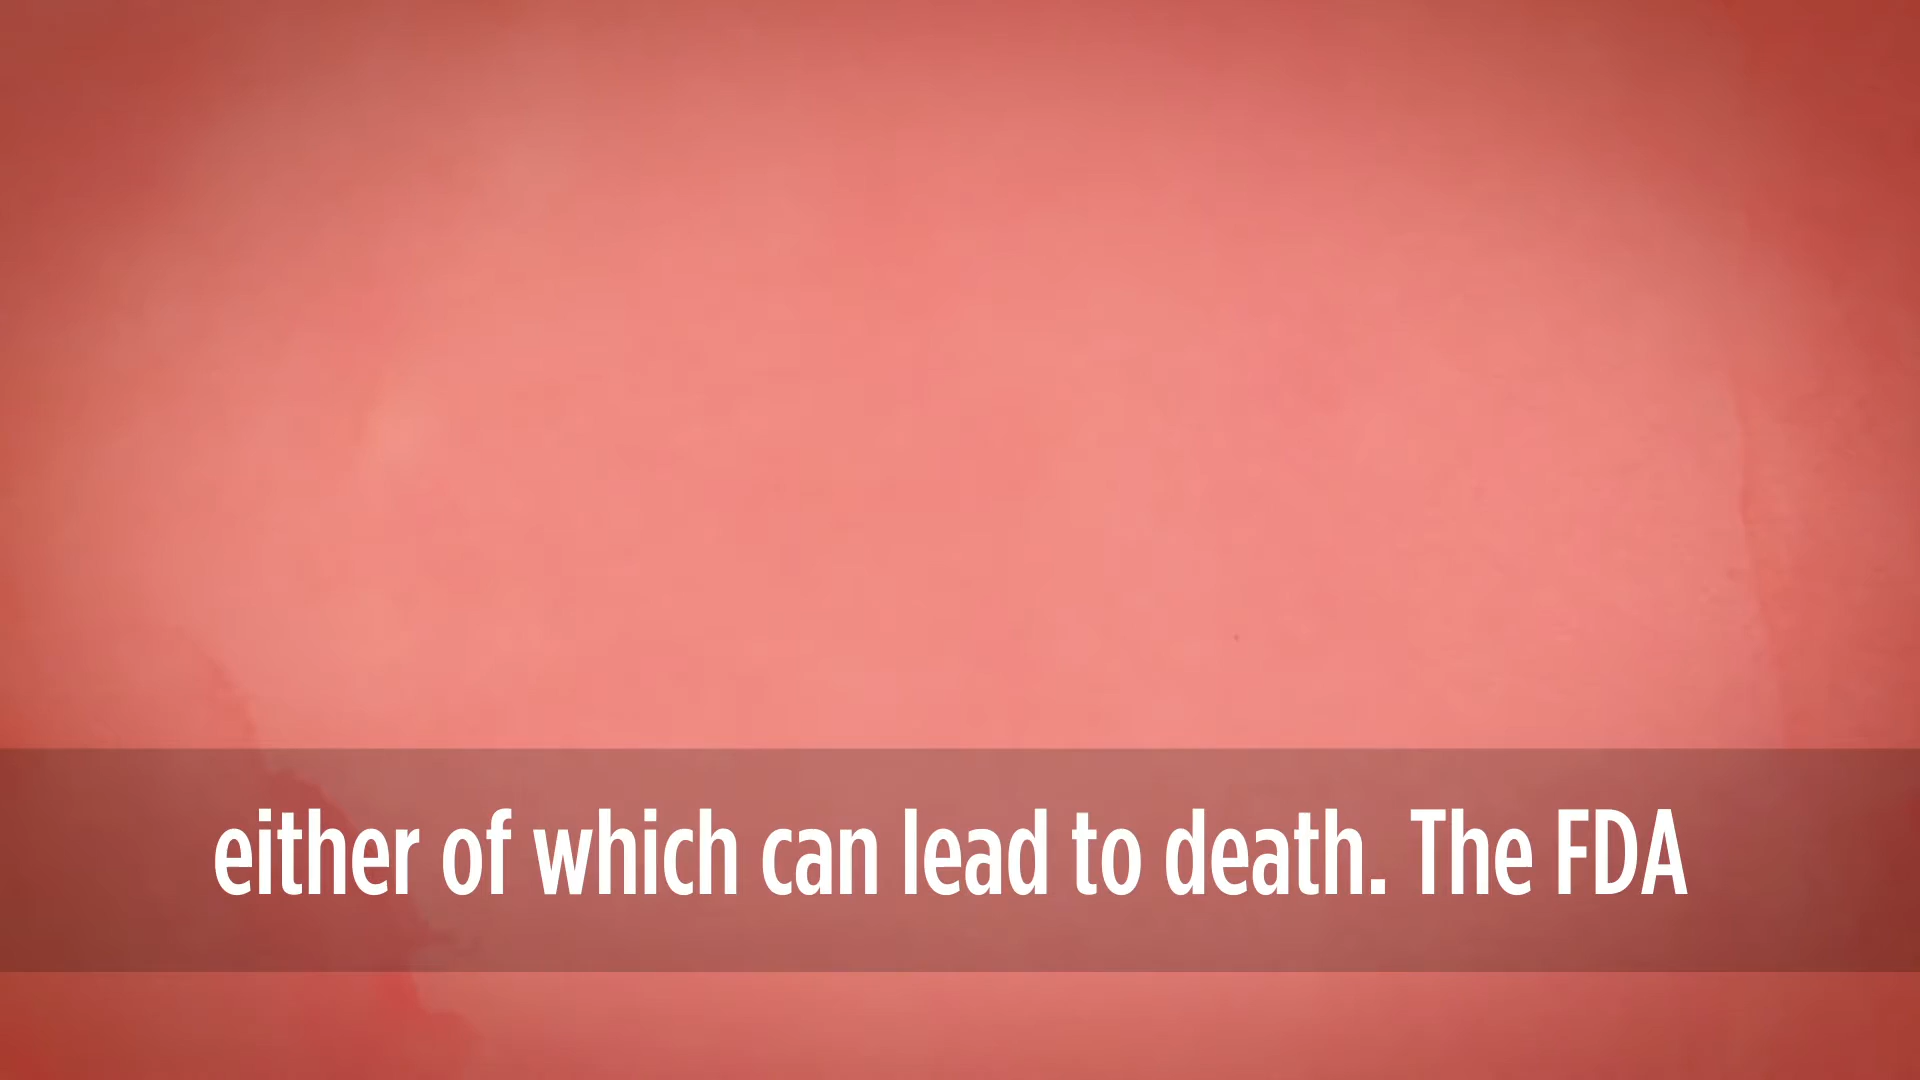 either of which can lead to death. The FDA